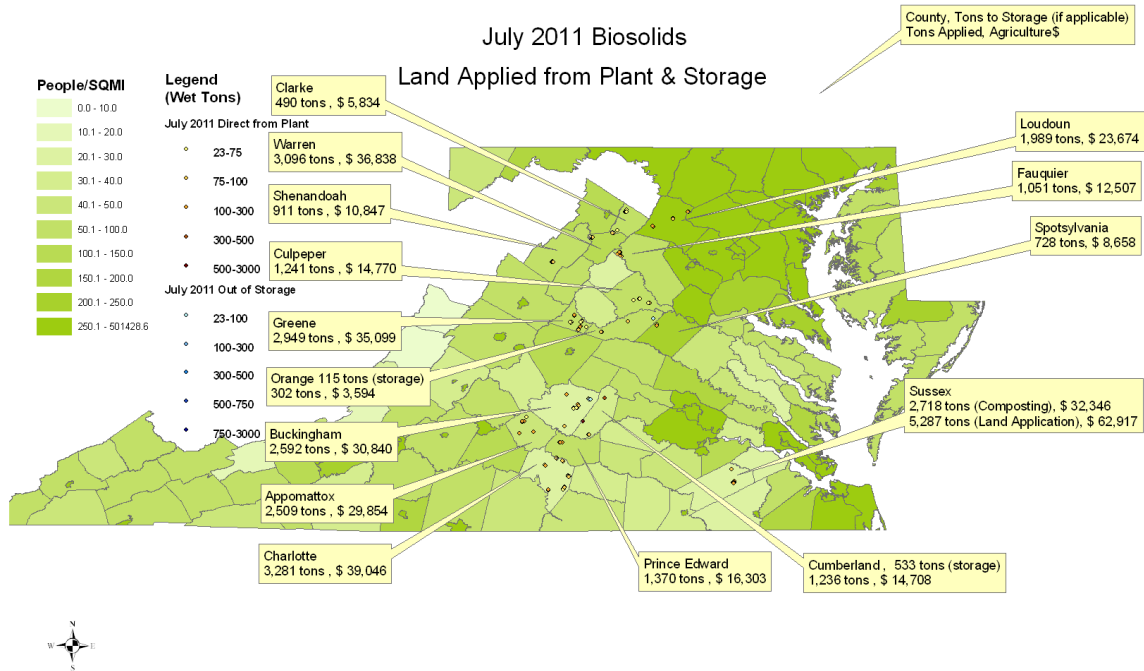 July 2011 Biosolids
Land Applied from Plant & Storage
County, Tons to Storage (if applicable)
Tons Applied, Agriculture$
People/SQMI
0.0 - 10.0
10.1 - 20.0
20.1 - 30.0
30.1 - 40.0
40.1 - 50.0
50.1 - 100.0
100.1 - 150.0
150.1 - 200.0
200.1 - 250.0
250.1 - 501428.6
Legend
(Wet Tons)
July 2011 Direct from Plant
23-75
75-100
100-300
300-500
500-3000
July 2011 Out of Storage
23-100
100-300
300-500
500-750
750-3000
Clarke
490 tons , $ 5,834
Warren
3,096 tons , $ 36,838
Shenandoah
911 tons , $ 10,847
Culpeper
1,241 tons , $ 14,770
Greene
2,949 tons , $ 35,099
Orange 115 tons (storage)
302 tons , $ 3,594
Buckingham
2,592 tons , $ 30,840
Appomattox
2,509 tons , $ 29,854
Charlotte
3,281 tons , $ 39,046
Loudoun
1,989 tons , $ 23,674
Fauquier
1,051 tons, $ 12,507
Spotsylvania
728 tons, $ 8,658
Sussex
2,718 tons (Composting), $ 32,346
5,287 tons (Land Application), $ 62,917
Prince Edward
1,370 tons , $ 16,303
Cumberland , 533 tons (storage)
1,236 tons , $ 14,708
N
W E
S